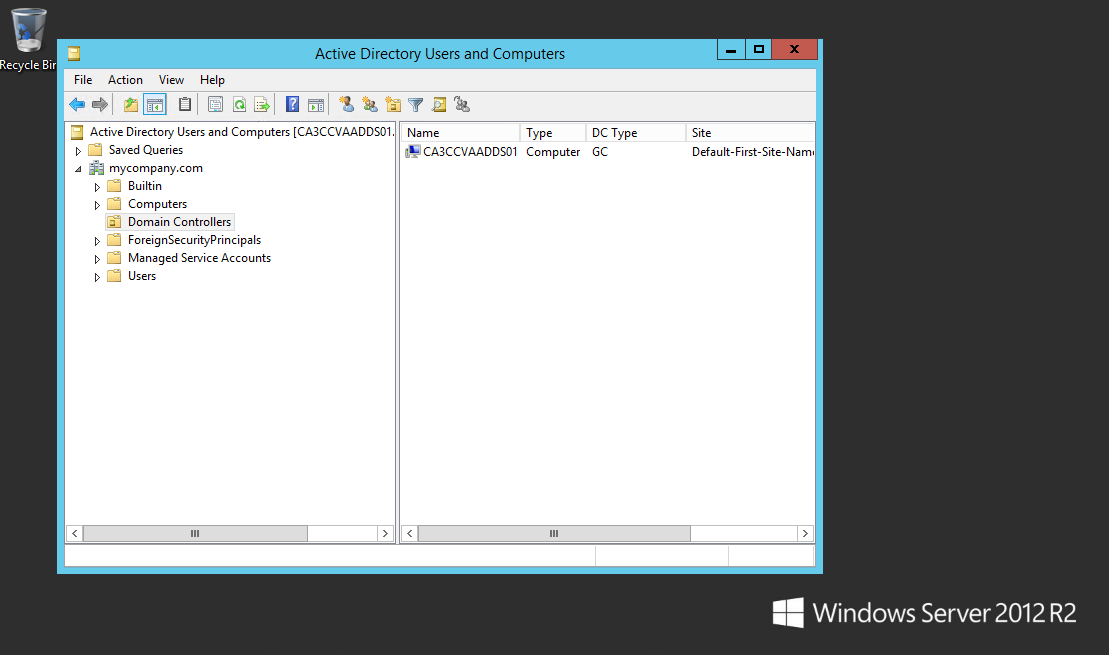 Recycle Bin
Active Directory Users and Computers
File Action View Help
Active Directory Users and Computers [CA3CCVAADDS01.
Saved Queries
mycompany.com
Builtin
Computers
Domain Controllers
ForeignSecurityPrincipals
Managed Service Accounts
Users
Name Type DC Type Site
CA3CCVAADDS01 Computer GC Default-First-Site-Name
Windows Server 2012 R2